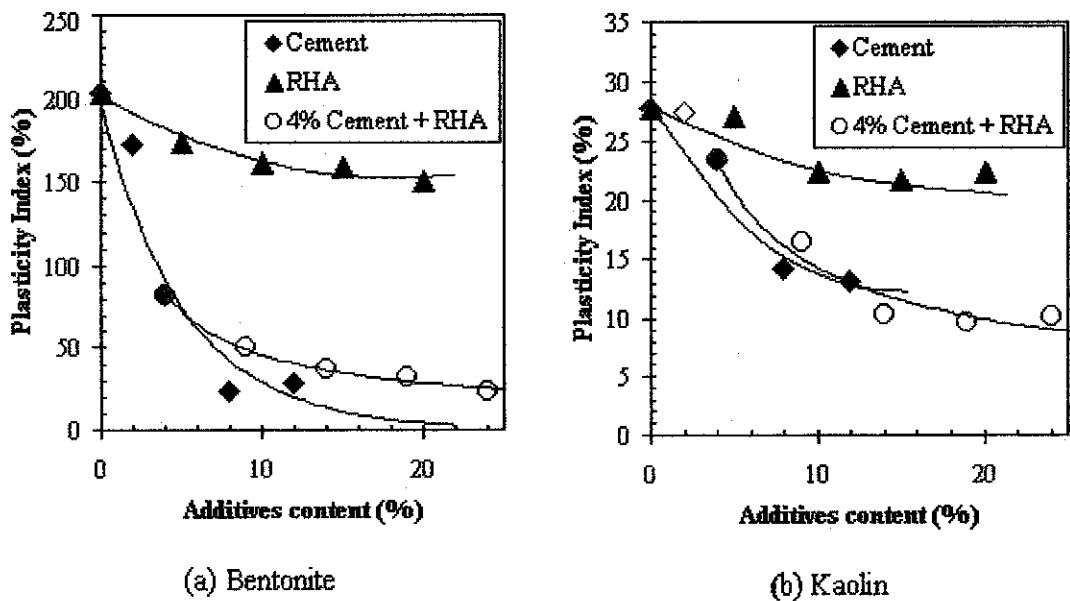 250
200
150
100
50
0
Plasticity Index (%)
Cement
RHA
4% Cement + RHA
0
10
20
Additives content (%)
(a) Bentonite
35
30
25
20
15
10
5
0
Plasticity Index (%)
Cement
RHA
4% Cement + RHA
0
10
20
Additives content (%)
(b) Kaolin